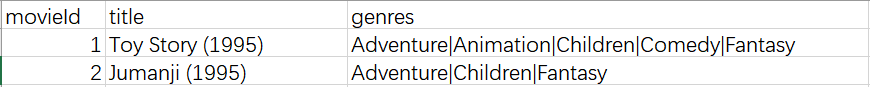 movieId title genres
1 Toy Story (1995) Adventure|Animation|Children|Comedy|Fantasy
2 Jumanji (1995) Adventure|Children|Fantasy